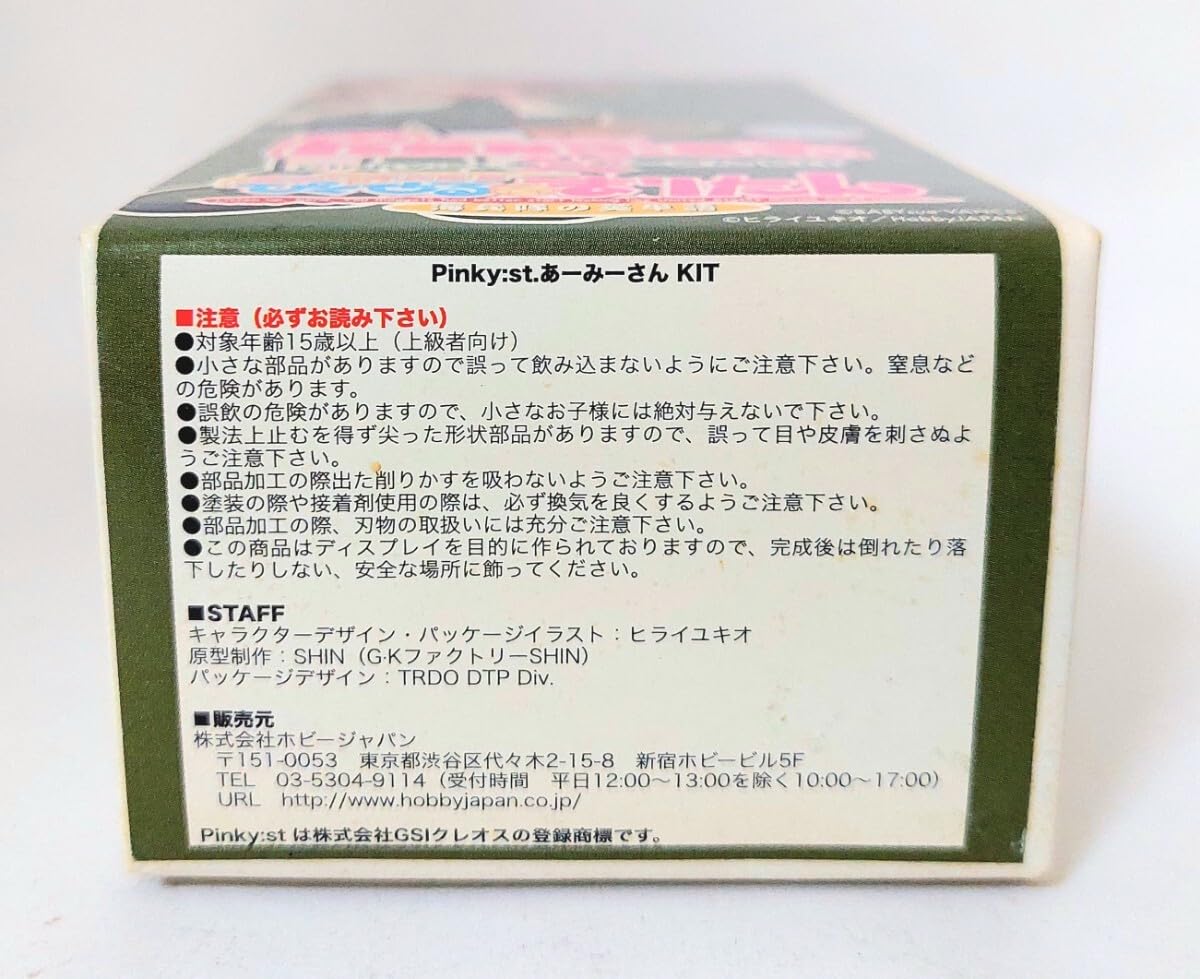 ©ヒライユキオ/HobbyJAPAN
Pinky:st.あーみーさん KIT
■注意（必ずお読み下さい）
●対象年齢15歳以上（上級者向け）
●小さな部品がありますので誤って飲み込まないようにご注意下さい。窒息など
の危険があります。
●誤飲の危険がありますので、小さなお子様には絶対与えないで下さい。
●製法上止むを得ず尖った形状部品がありますので、誤って目や皮膚を刺さぬよ
うご注意下さい。
●部品加工の際出た削りかすを吸わないようご注意下さい。
●塗装の際や接着剤使用の際は、必ず換気を良くするようご注意下さい。
●部品加工の際、刃物の取扱いには充分ご注意下さい。
●この商品はディスプレイを目的に作られておりますので、完成後は倒れたり落
下したりしない、安全な場所に飾ってください。
■STAFF
キャラクターデザイン・パッケージイラスト：ヒライユキオ
原型制作：SHIN（G·KファクトリーSHIN）
パッケージデザイン：TRDO DTP Div.
■販売元
株式会社ホビージャパン
〒151-0053　東京都渋谷区代々木2-15-8　新宿ホビービル5F
TEL　03-5304-9114（受付時間　平日12:00～13:00を除く10:00～17:00）
URL　http://www.hobbyjapan.co.jp/
Pinky:st は株式会社GSIクレオスの登録商標です。